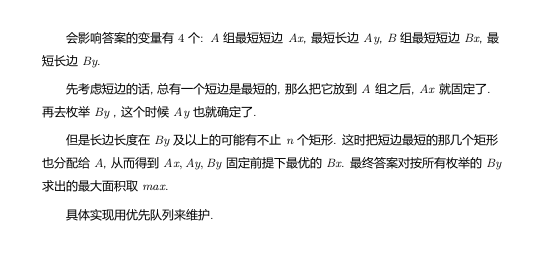 会影响答案的变量有 4 个: A 组最短短边 Ax, 最短长边 Ay, B 组最短短边 Bx, 最
短长边 By.
先考虑短边的话, 总有一个短边是最短的, 那么把它放到 A 组之后, Ax 就固定了.
再去枚举 By , 这个时候 Ay 也就确定了.
但是长边长度在 By 及以上的可能有不止 n 个矩形. 这时把短边最短的那几个矩形
也分配给 A, 从而得到 Ax, Ay, By 固定前提下最优的 Bx. 最终答案对按所有枚举的 By
求出的最大面积取 max.
具体实现用优先队列来维护.